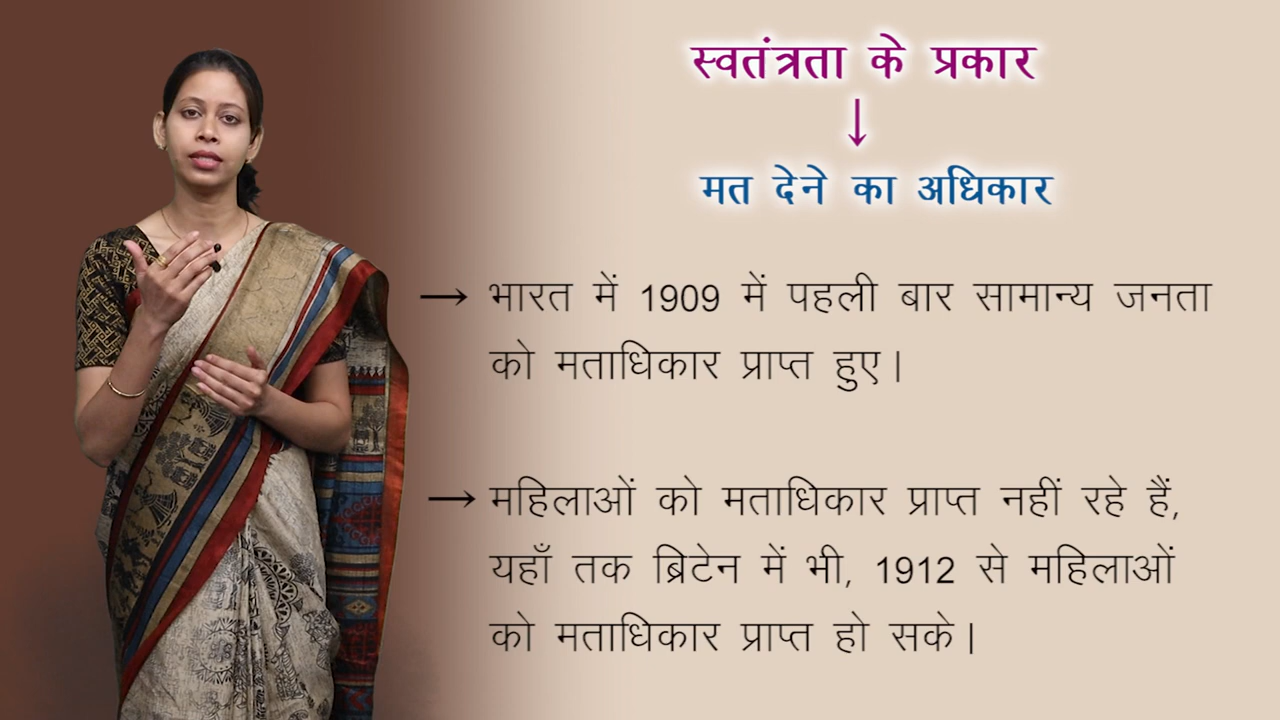 स्वतंत्रता के प्रकार
↓
मत देने का अधिकार
→ भारत में 1909 में पहली बार सामान्य जनता
को मताधिकार प्राप्त हुए।
→ महिलाओं को मताधिकार प्राप्त नहीं रहे हैं,
यहाँ तक ब्रिटेन में भी, 1912 से महिलाओं
को मताधिकार प्राप्त हो सके।